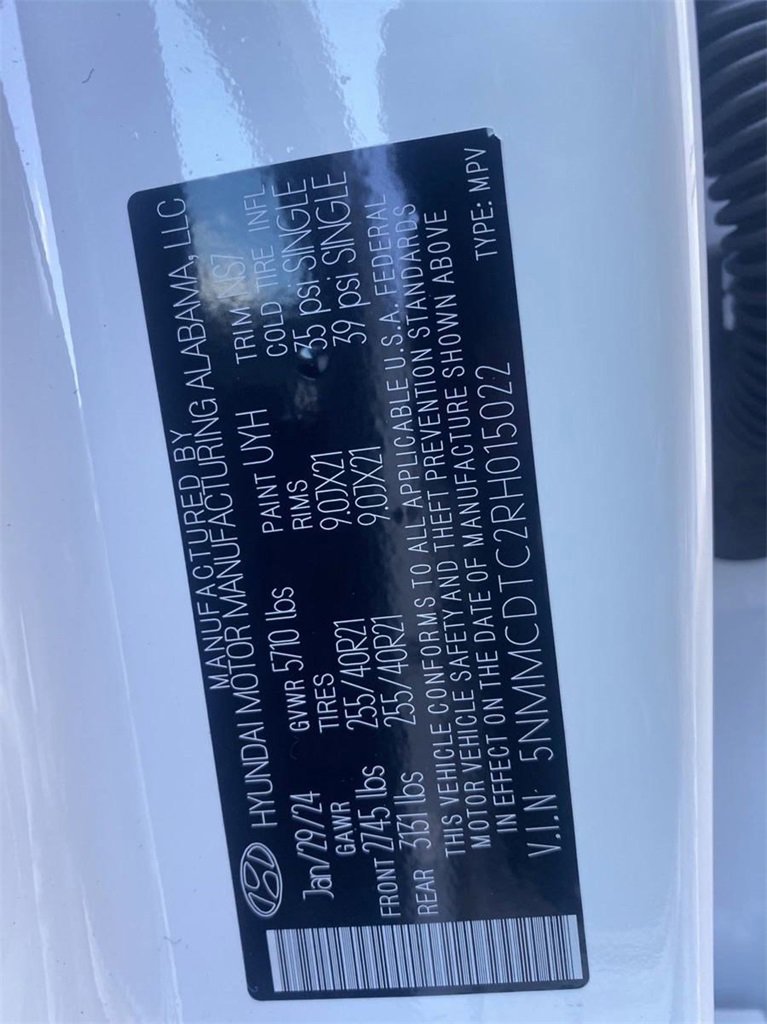 MANUFACTURED BY
HYUNDAI MOTOR MANUFACTURING ALABAMA, LLC
Jan/29/24 GVWR 5710 lbs PAINT UYH TRIM NS7
GAWR TIRES RIMS COLD TIRE INFL
FRONT 2745 lbs 255/40R21 9.0JX21 35 psi SINGLE
REAR 3131 lbs 255/40R21 9.0JX21 39 psi SINGLE
THIS VEHICLE CONFORMS TO ALL APPLICABLE U.S.A. FEDERAL
MOTOR VEHICLE SAFETY AND THEFT PREVENTION STANDARDS
IN EFFECT ON THE DATE OF MANUFACTURE SHOWN ABOVE
V.I.N 5NMMCDTC2RH015022 TYPE: MPV